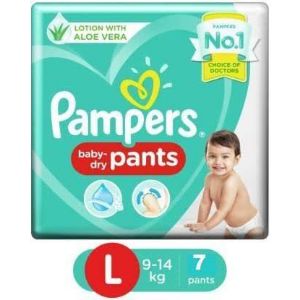 LOTION WITH
ALOE VERA
PAMPERS
No.1
CHOICE OF
DOCTORS
Pampers®
baby-
dry pants
L 9-14
kg
7
pants